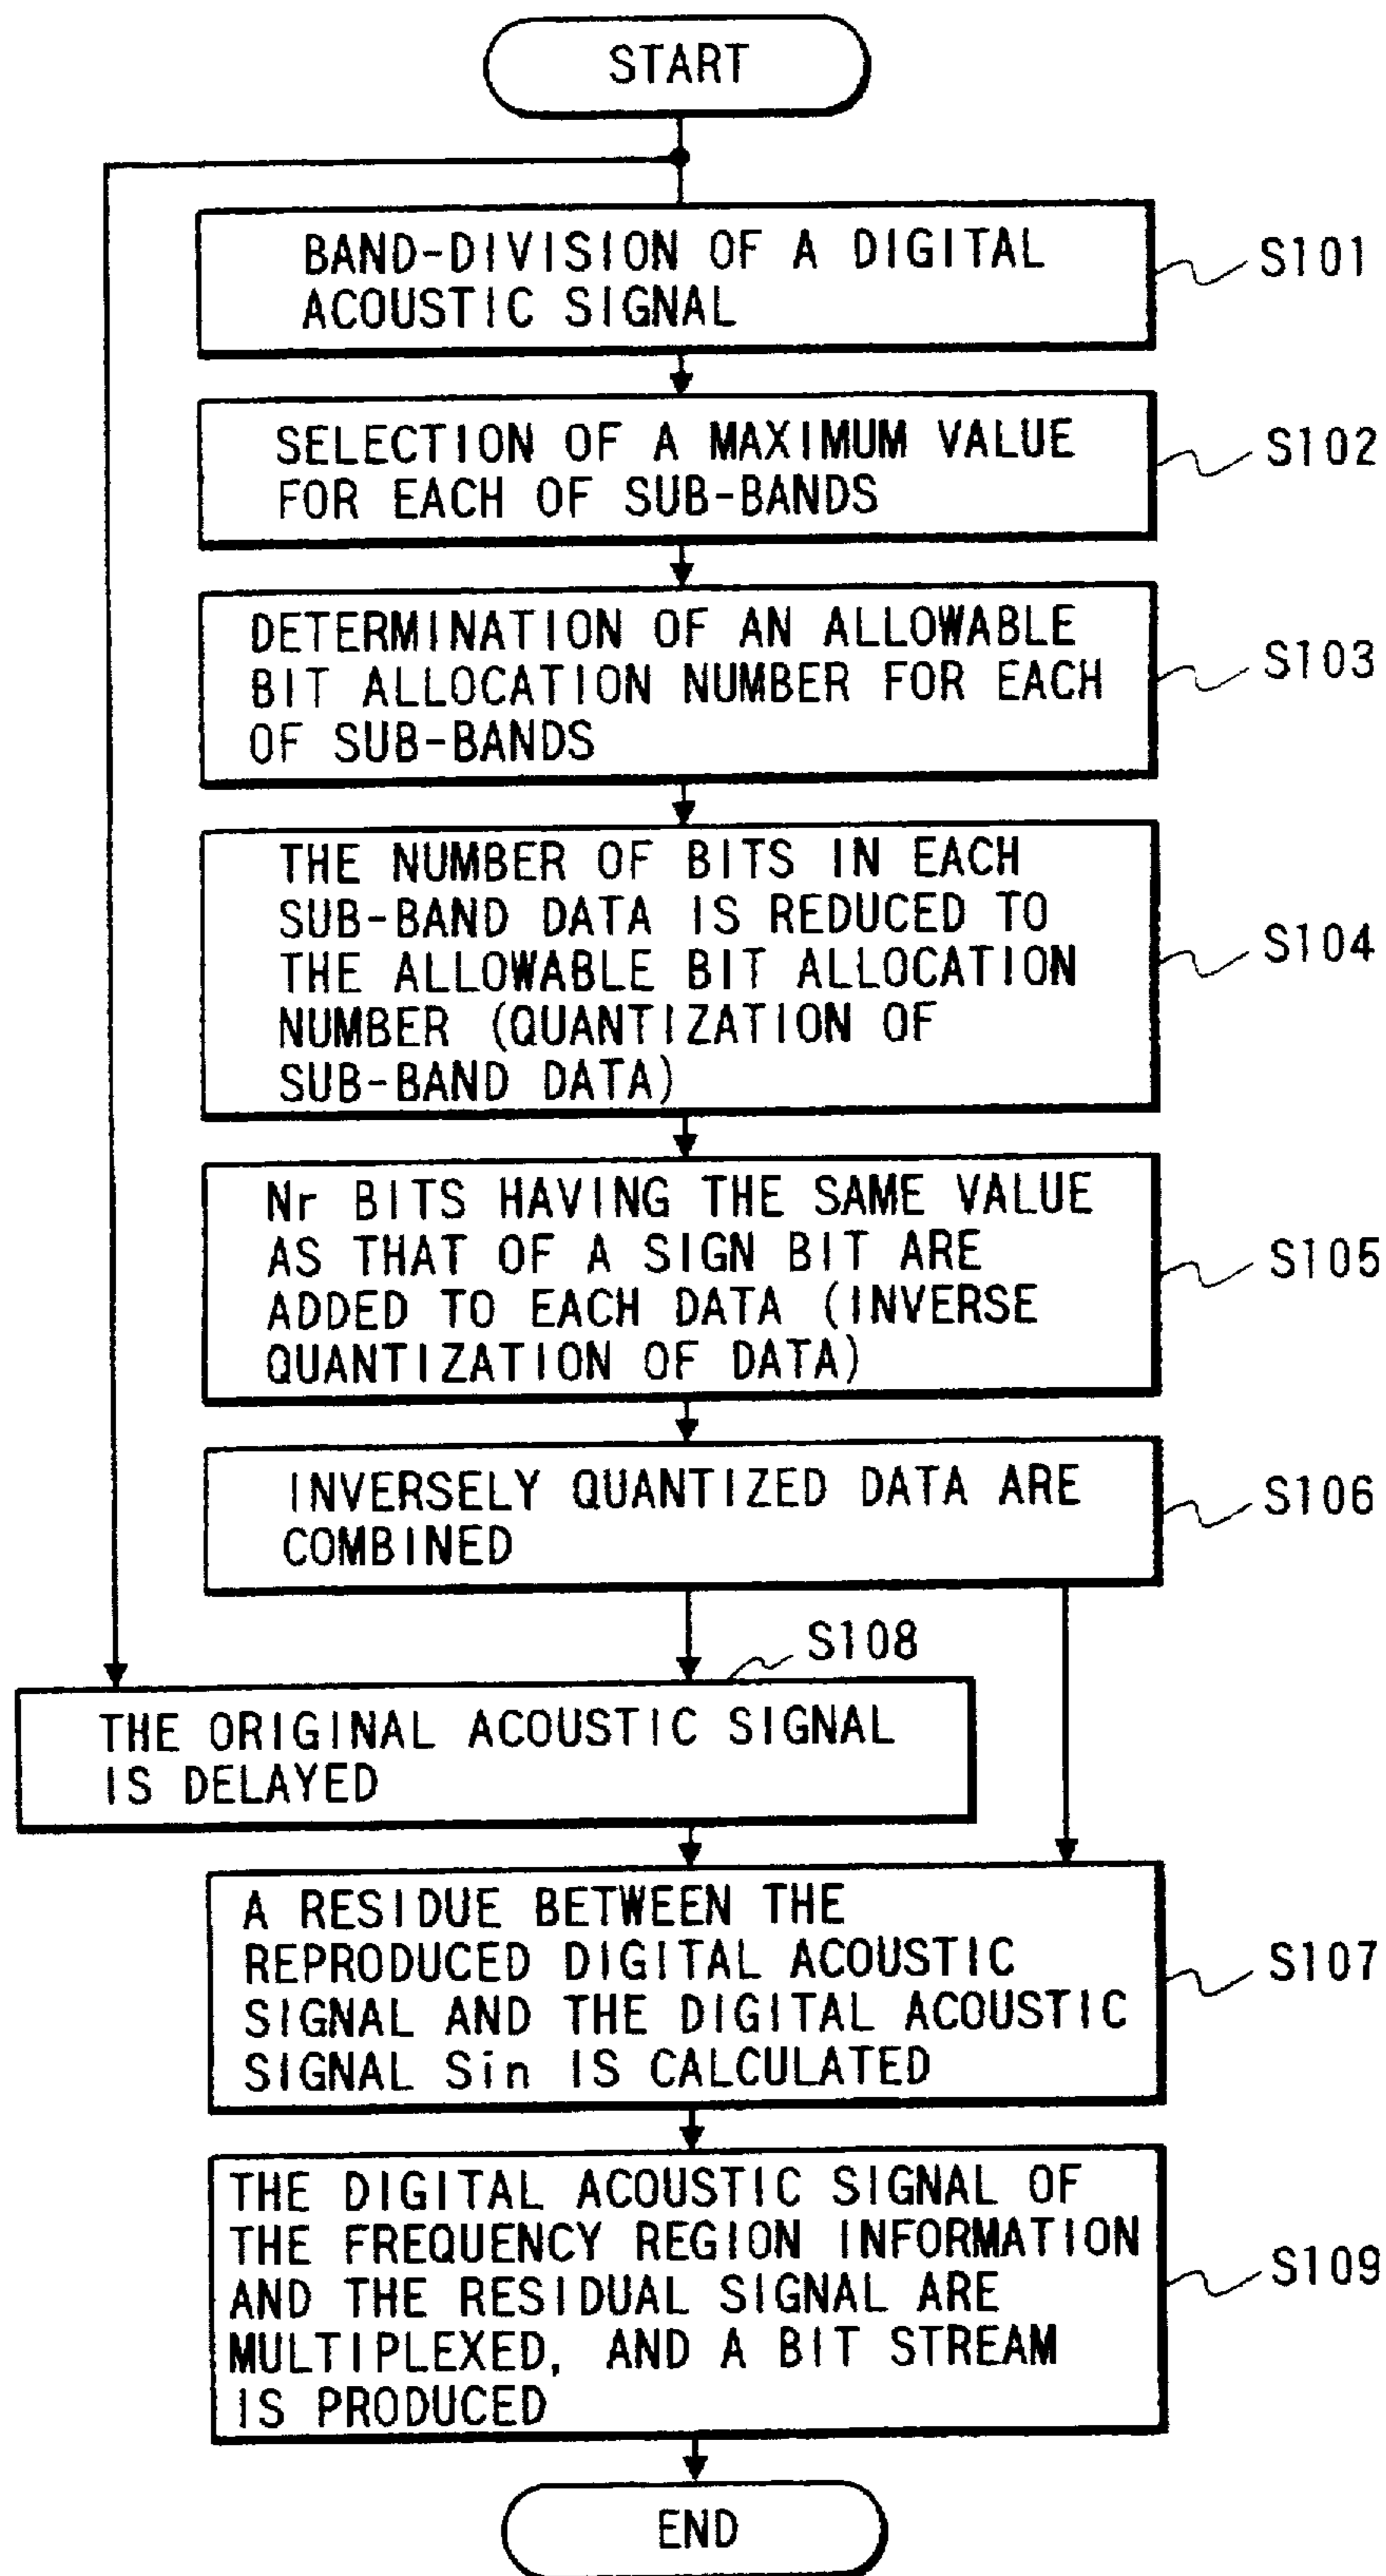 START
BAND-DIVISION OF A DIGITAL
ACOUSTIC SIGNAL
S101
SELECTION OF A MAXIMUM VALUE
FOR EACH OF SUB-BANDS
S102
DETERMINATION OF AN ALLOWABLE
BIT ALLOCATION NUMBER FOR EACH
OF SUB-BANDS
S103
THE NUMBER OF BITS IN EACH
SUB-BAND DATA IS REDUCED TO
THE ALLOWABLE BIT ALLOCATION
NUMBER (QUANTIZATION OF
SUB-BAND DATA)
S104
Nr BITS HAVING THE SAME VALUE
AS THAT OF A SIGN BIT ARE
ADDED TO EACH DATA (INVERSE
QUANTIZATION OF DATA)
S105
INVERSELY QUANTIZED DATA ARE
COMBINED
S106
S108
THE ORIGINAL ACOUSTIC SIGNAL
IS DELAYED
A RESIDUE BETWEEN THE
REPRODUCED DIGITAL ACOUSTIC
SIGNAL AND THE DIGITAL ACOUSTIC
SIGNAL Sin IS CALCULATED
S107
THE DIGITAL ACOUSTIC SIGNAL OF
THE FREQUENCY REGION INFORMATION
AND THE RESIDUAL SIGNAL ARE
MULTIPLEXED, AND A BIT STREAM
IS PRODUCED
S109
END